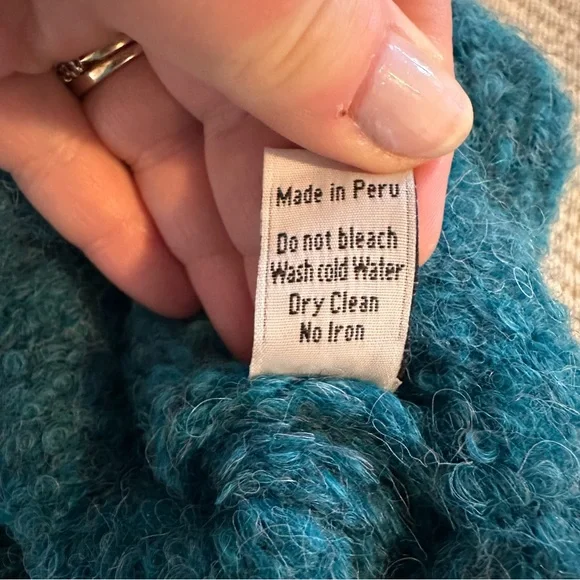 Made in Peru
Do not bleach
Wash cold Water
Dry Clean
No Iron